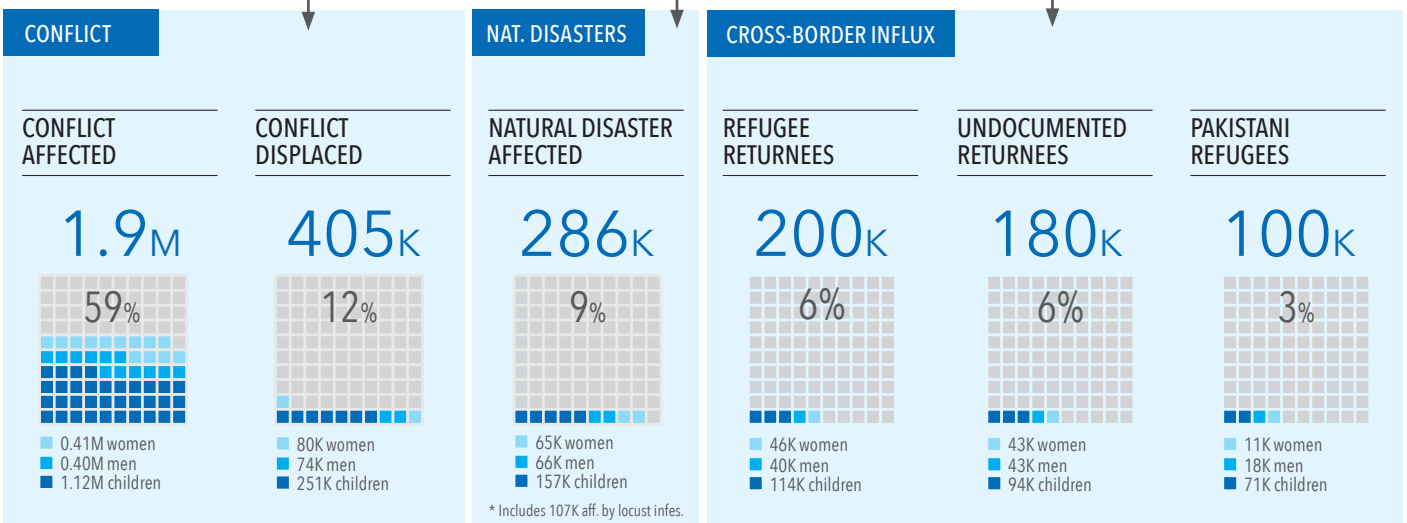 CONFLICT
CONFLICT
AFFECTED
1.9M
59%
0.41M women
0.40M men
1.12M children
CONFLICT
DISPLACED
405K
12%
80K women
74K men
251K children
NAT. DISASTERS
NATURAL DISASTER
AFFECTED
286K
9%
65K women
66K men
157K children
* Includes 107K aff. by locust infes.
CROSS-BORDER INFLUX
REFUGEE
RETURNEES
200K
6%
46K women
40K men
114K children
UNDOCUMENTED
RETURNEES
180K
6%
43K women
43K men
94K children
PAKISTANI
REFUGEES
100K
3%
11K women
18K men
71K children